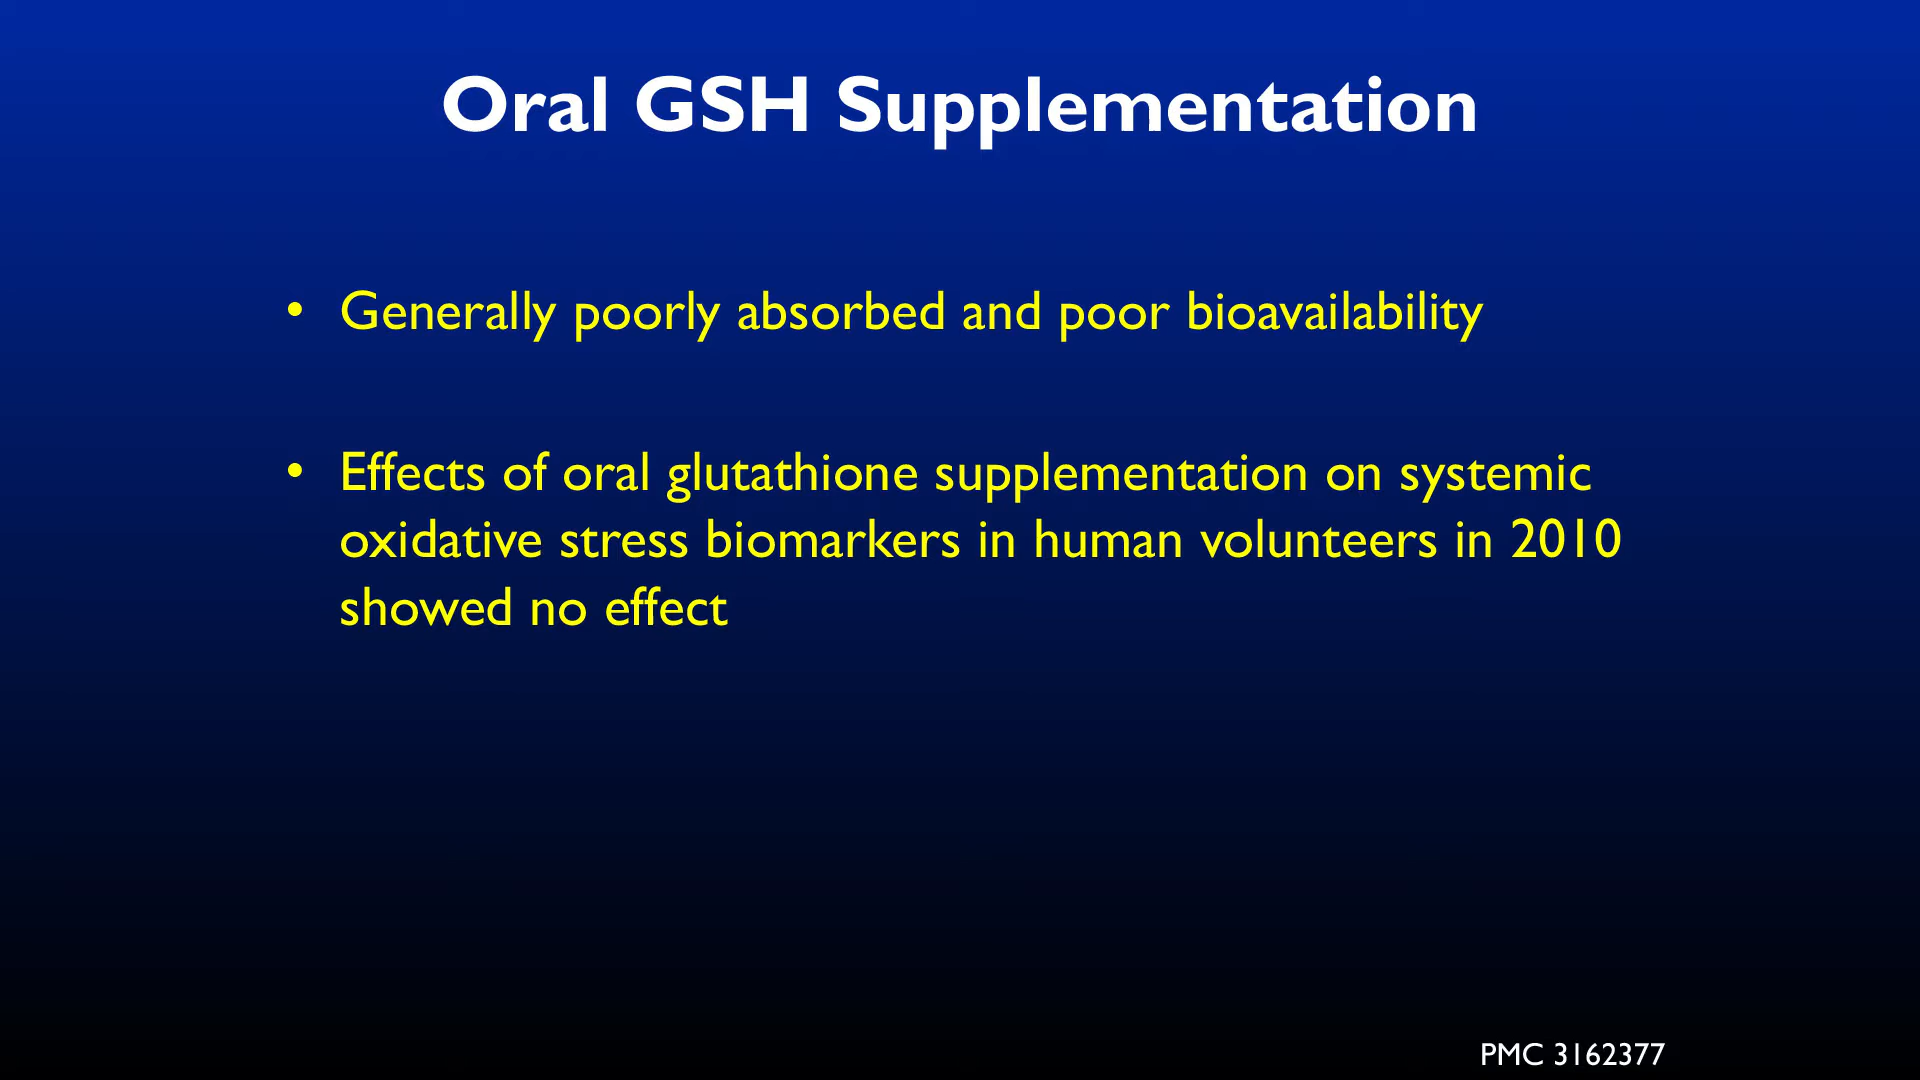 Oral GSH Supplementation
• Generally poorly absorbed and poor bioavailability
• Effects of oral glutathione supplementation on systemic
oxidative stress biomarkers in human volunteers in 2010
showed no effect
PMC 3162377